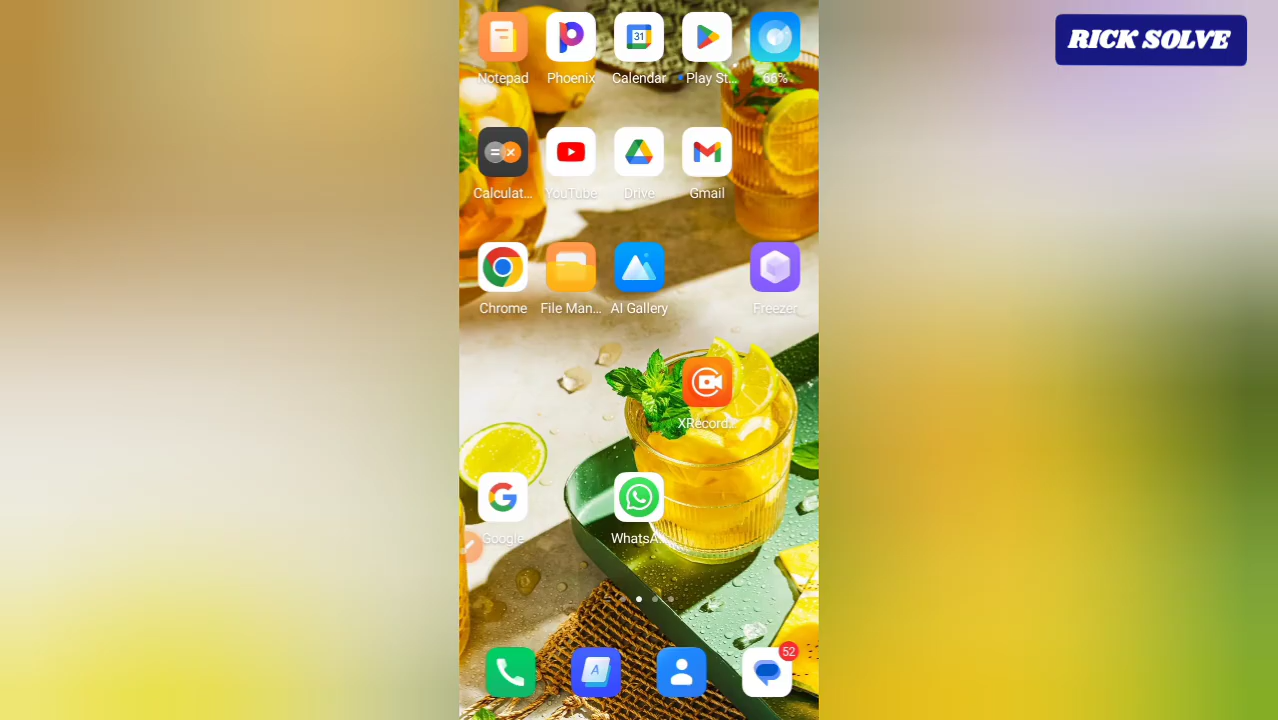 RICK SOLVE
31
Notepad Phoenix Calendar Play St... 66%
Calculat... YouTube Drive Gmail
Chrome File Man... AI Gallery Freezer
XRecord...
Google WhatsA...
A 52